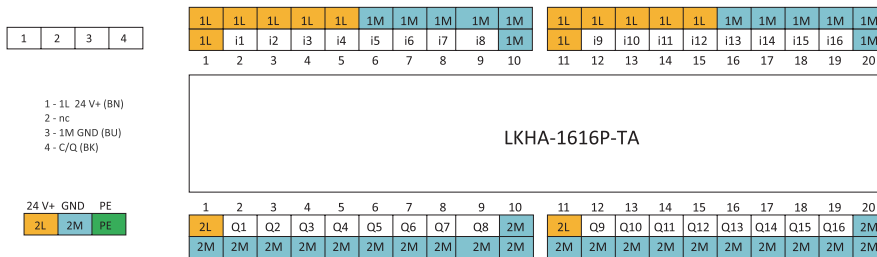 1L 1L 1L 1L 1L 1M 1M 1M 1M 1M 1L 1L 1L 1L 1L 1M 1M 1M 1M 1M
1 2 3 4
1L i1 i2 i3 i4 i5 i6 i7 i8 1M 1L i9 i10 i11 i12 i13 i14 i15 i16 1M
1 2 3 4 5 6 7 8 9 10 11 12 13 14 15 16 17 18 19 20
1 - 1L 24 V+ (BN)
2 - nc
3 - 1M GND (BU)
4 - C/Q (BK)
LKHA-1616P-TA
24 V+ GND PE
2L 2M PE
1 2 3 4 5 6 7 8 9 10 11 12 13 14 15 16 17 18 19 20
2L Q1 Q2 Q3 Q4 Q5 Q6 Q7 Q8 2M 2L Q9 Q10 Q11 Q12 Q13 Q14 Q15 Q16 2M
2M 2M 2M 2M 2M 2M 2M 2M 2M 2M 2M 2M 2M 2M 2M 2M 2M 2M 2M 2M